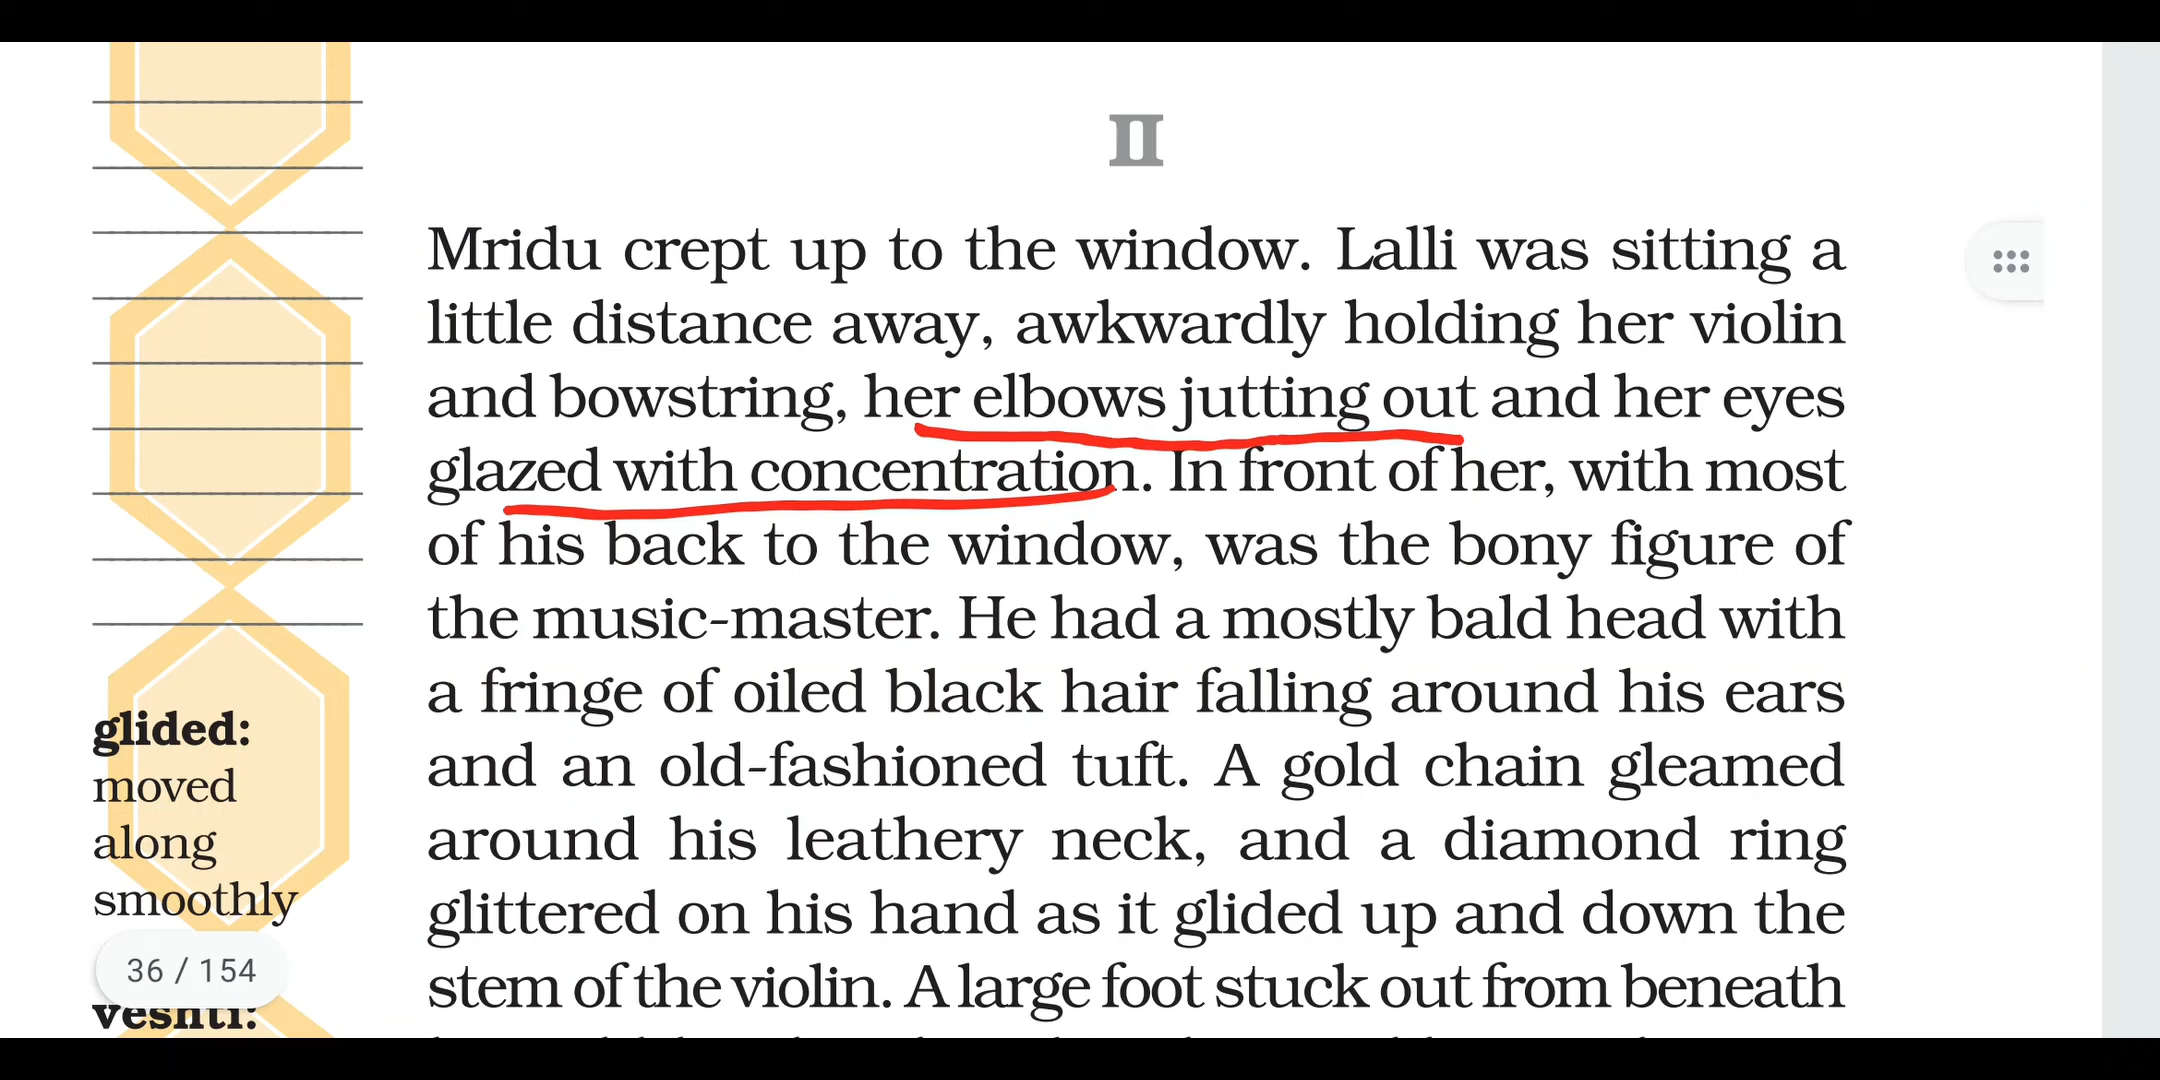 II
Mridu crept up to the window. Lalli was sitting a
little distance away, awkwardly holding her violin
and bowstring, her elbows jutting out and her eyes
glazed with concentration. In front of her, with most
of his back to the window, was the bony figure of
the music-master. He had a mostly bald head with
a fringe of oiled black hair falling around his ears
and an old-fashioned tuft. A gold chain gleamed
around his leathery neck, and a diamond ring
glittered on his hand as it glided up and down the
stem of the violin. A large foot stuck out from beneath
glided:
moved
along
smoothly
36 / 154
veshti: